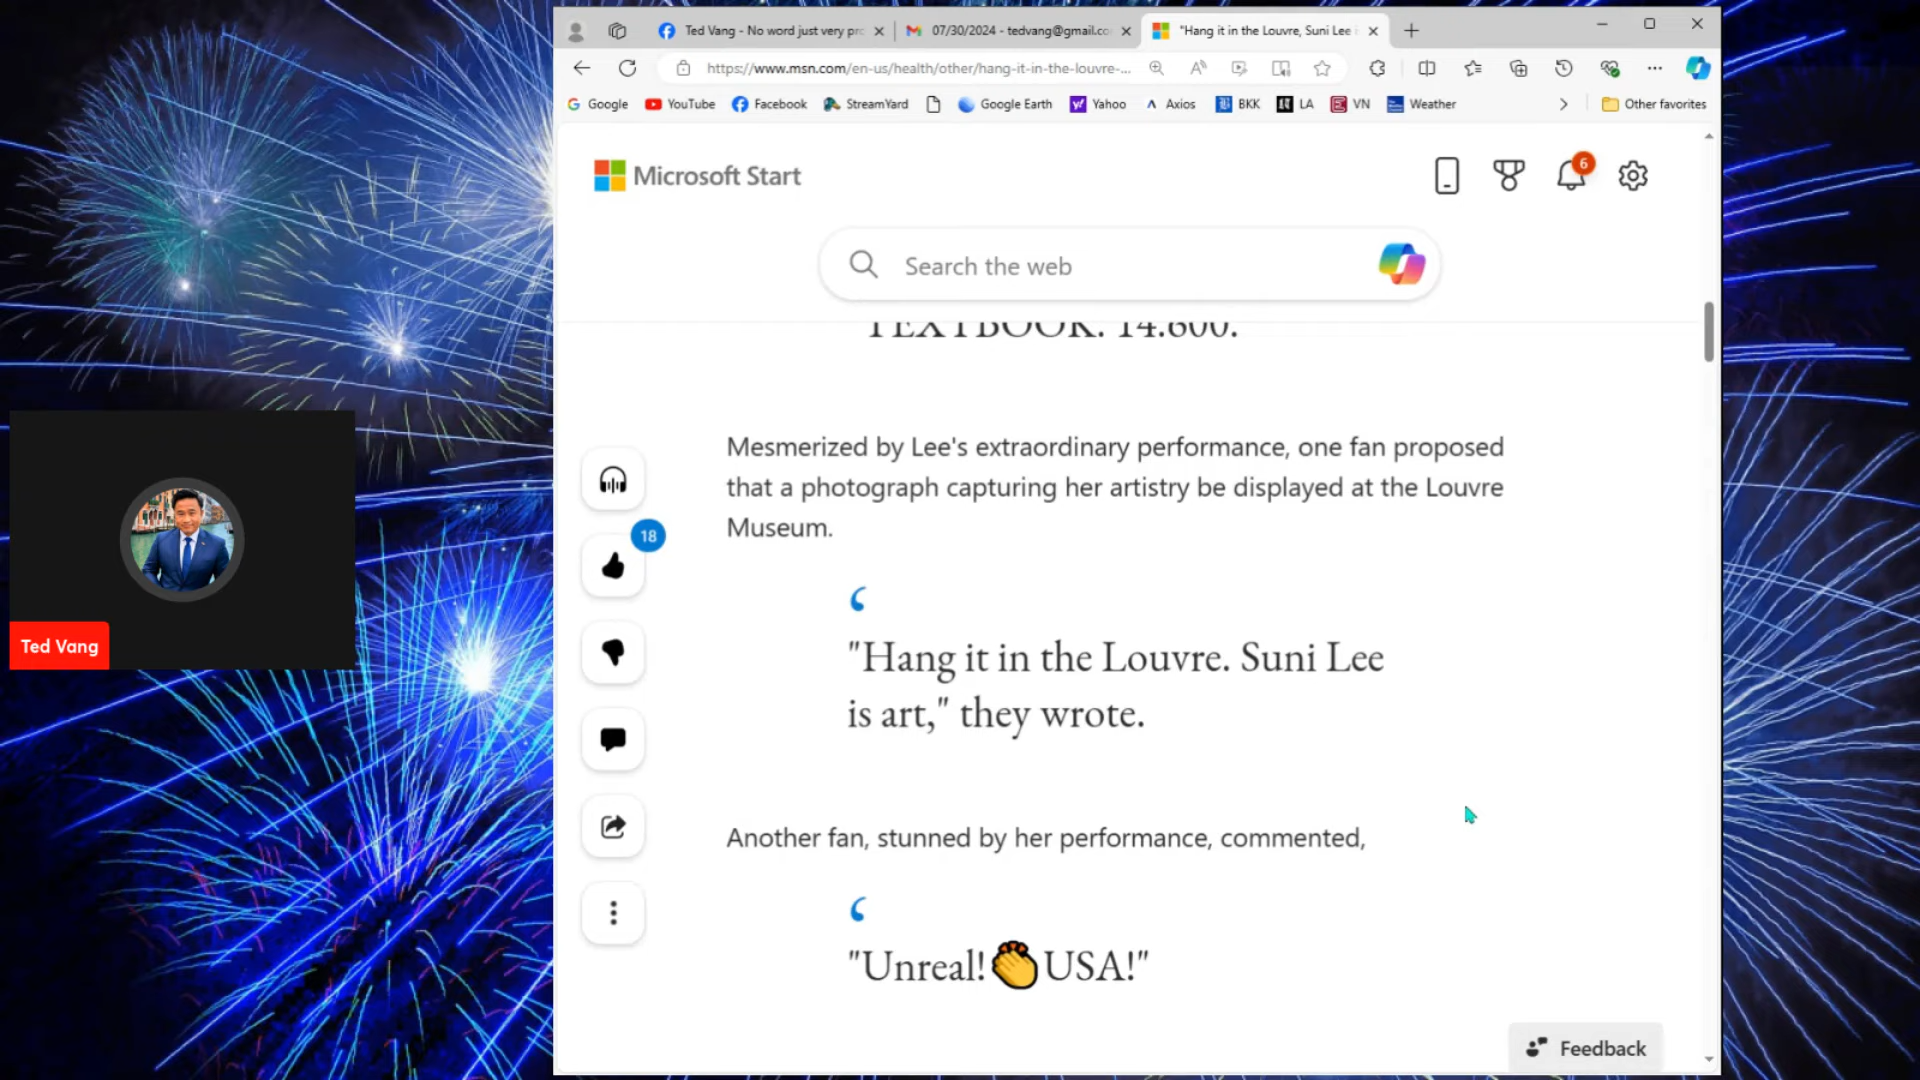 Ted Vang - No word just very pro
07/30/2024 - tedvang@gmail.co
"Hang it in the Louvre, Suni Lee i
https://www.msn.com/en-us/health/other/hang-it-in-the-louvre-...
Google YouTube Facebook StreamYard Google Earth Yahoo Axios BKK LA VN Weather Other favorites
Microsoft Start
6
Search the web
TEXTBOOK. 14.600.
Mesmerized by Lee's extraordinary performance, one fan proposed
that a photograph capturing her artistry be displayed at the Louvre
Museum.
18
"Hang it in the Louvre. Suni Lee
is art," they wrote.
Another fan, stunned by her performance, commented,
"Unreal!👏USA!"
Feedback
Ted Vang